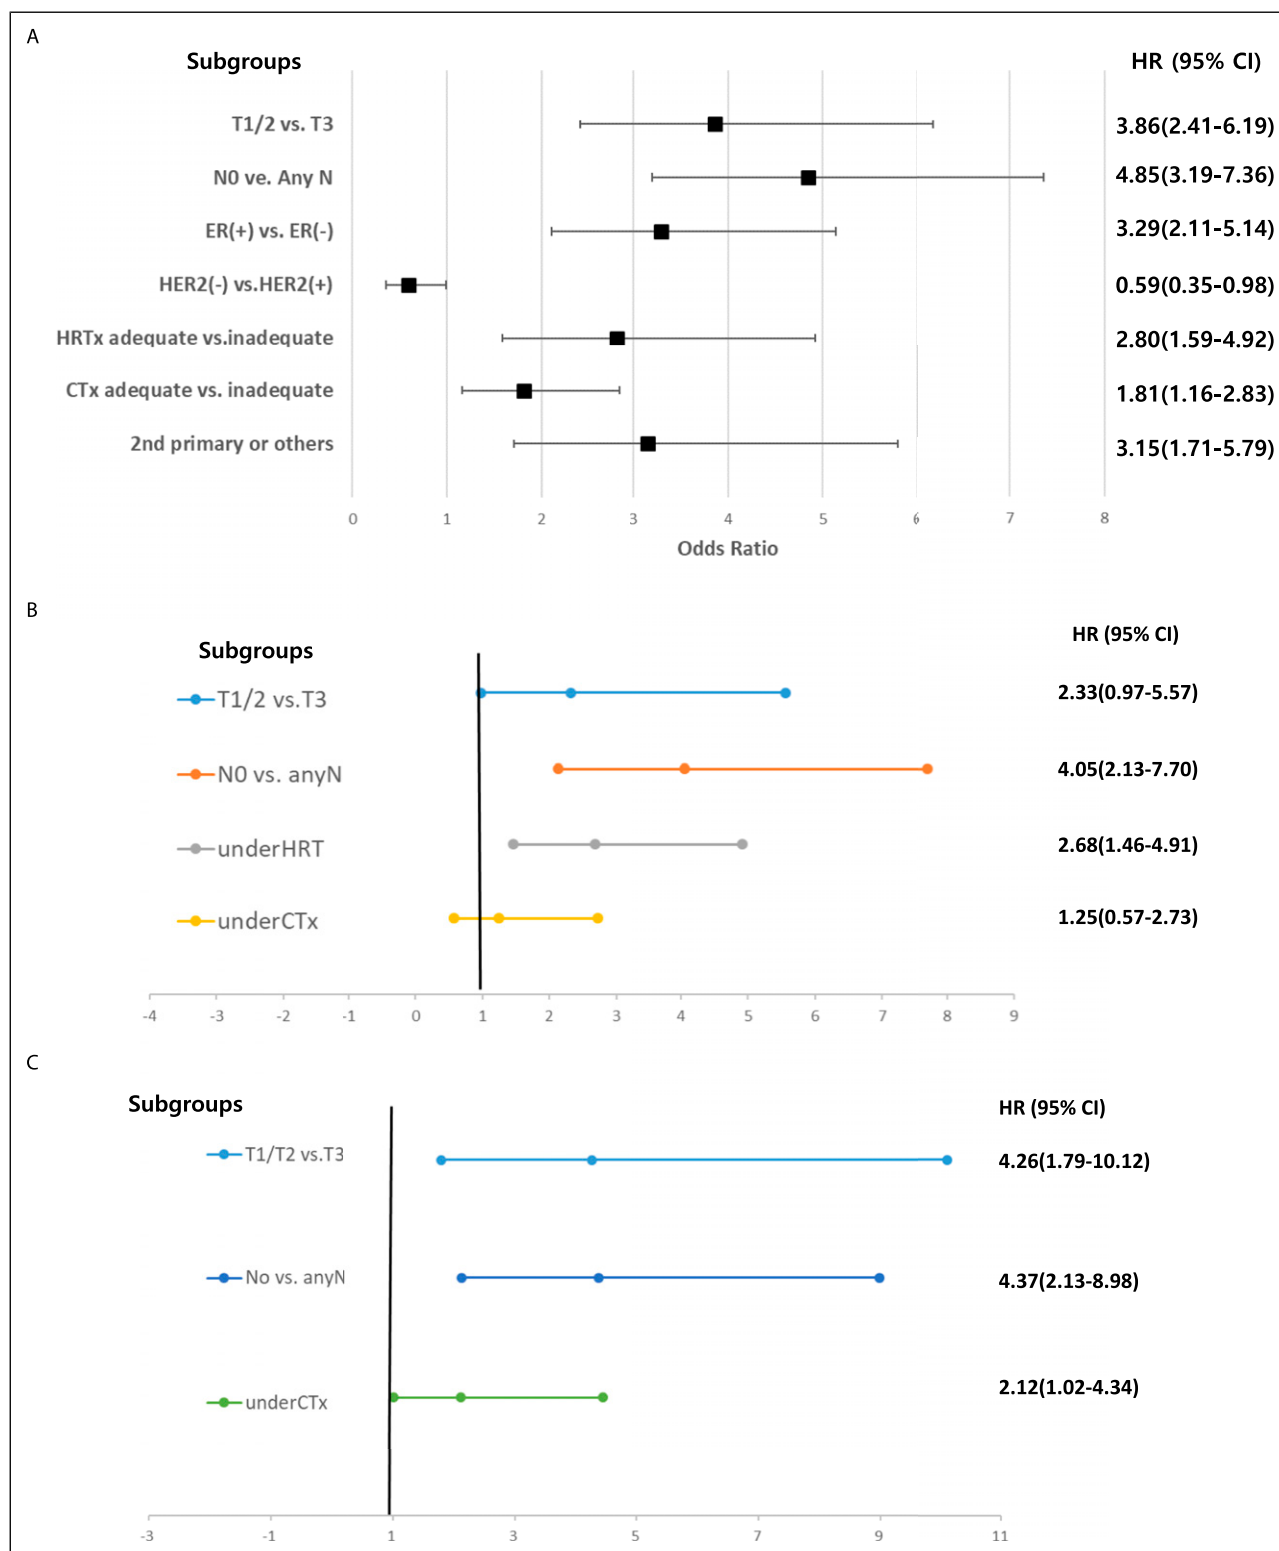 A
Subgroups HR (95% CI)
T1/2 vs. T3 3.86(2.41-6.19)
N0 ve. Any N 4.85(3.19-7.36)
ER(+) vs. ER(-) 3.29(2.11-5.14)
HER2(-) vs.HER2(+) 0.59(0.35-0.98)
HRTx adequate vs.inadequate 2.80(1.59-4.92)
CTx adequate vs. inadequate 1.81(1.16-2.83)
2nd primary or others 3.15(1.71-5.79)
0 1 2 3 4 5 6 7 8
Odds Ratio
B
Subgroups HR (95% CI)
T1/2 vs.T3 2.33(0.97-5.57)
N0 vs. anyN 4.05(2.13-7.70)
underHRT 2.68(1.46-4.91)
underCTx 1.25(0.57-2.73)
-4 -3 -2 -1 0 1 2 3 4 5 6 7 8 9
C
Subgroups HR (95% CI)
T1/T2 vs.T3 4.26(1.79-10.12)
No vs. anyN 4.37(2.13-8.98)
underCTx 2.12(1.02-4.34)
-3 -1 1 3 5 7 9 11